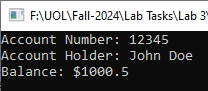 F:\UOL\Fall-2024\Lab Tasks\Lab 3\
Account Number: 12345
Account Holder: John Doe
Balance: $1000.5